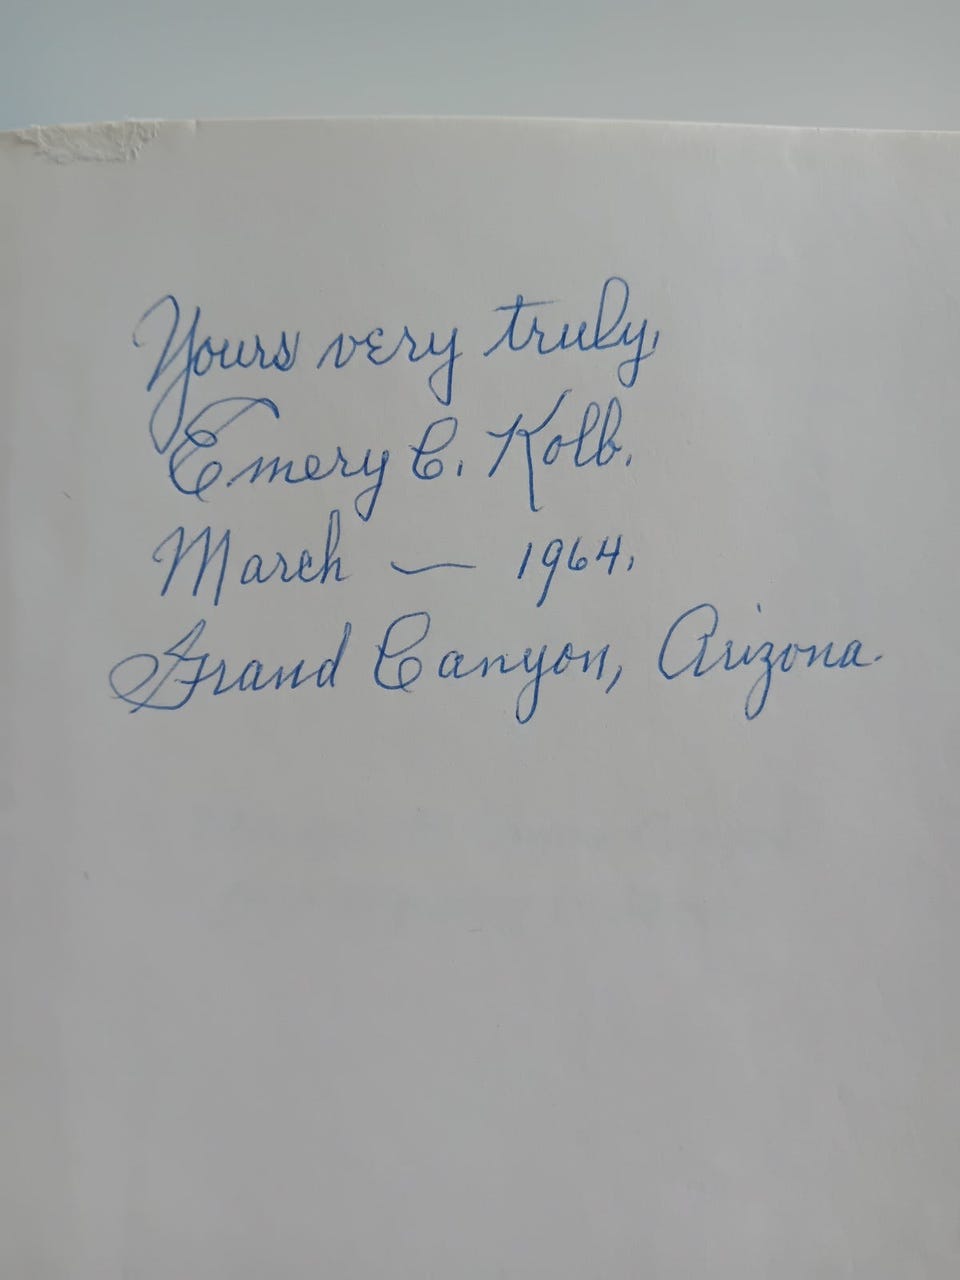 Yours very truly,
Emery C. Kolb.
March — 1964.
Grand Canyon, Arizona.